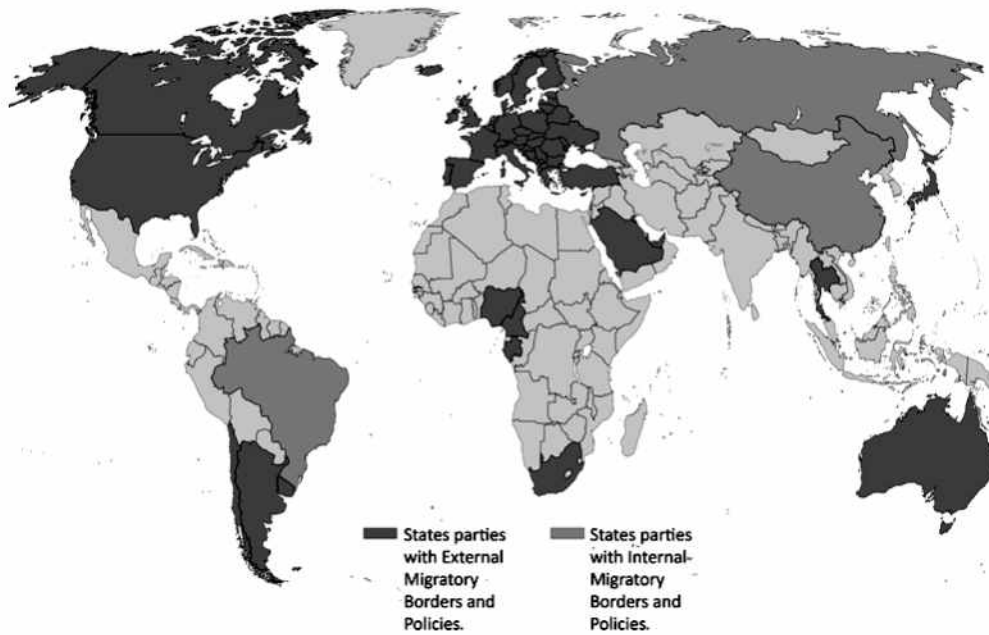 States parties
with External
Migratory
Borders and
Policies.
States parties
with Internal
Migratory
Borders and
Policies.